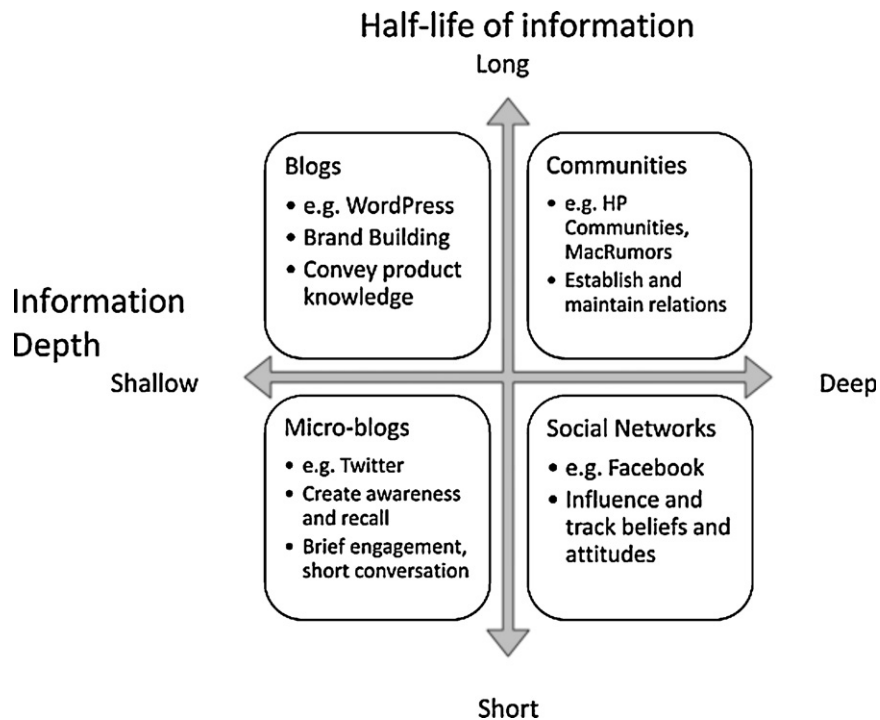 Half-life of information
Long
Blogs
• e.g. WordPress
• Brand Building
• Convey product
knowledge
Communities
• e.g. HP
Communities,
MacRumors
• Establish and
maintain relations
Information
Depth
Shallow
Deep
Micro-blogs
• e.g. Twitter
• Create awareness
and recall
• Brief engagement,
short conversation
Social Networks
• e.g. Facebook
• Influence and
track beliefs and
attitudes
Short